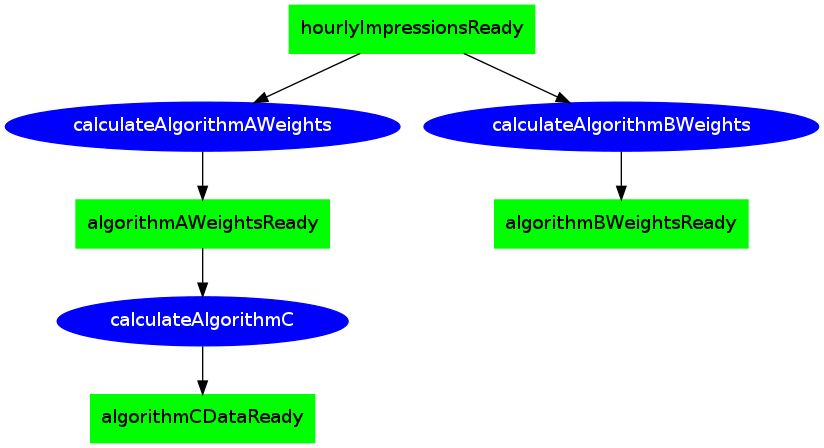 hourlyImpressionsReady
calculateAlgorithmAWeights
calculateAlgorithmBWeights
algorithmAWeightsReady
algorithmBWeightsReady
calculateAlgorithmC
algorithmCDataReady